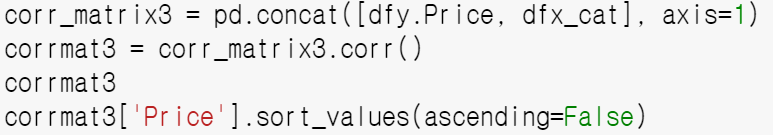 corr_matrix3 = pd.concat([dfy.Price, dfx_cat], axis=1)
corrmat3 = corr_matrix3.corr()
corrmat3
corrmat3['Price'].sort_values(ascending=False)